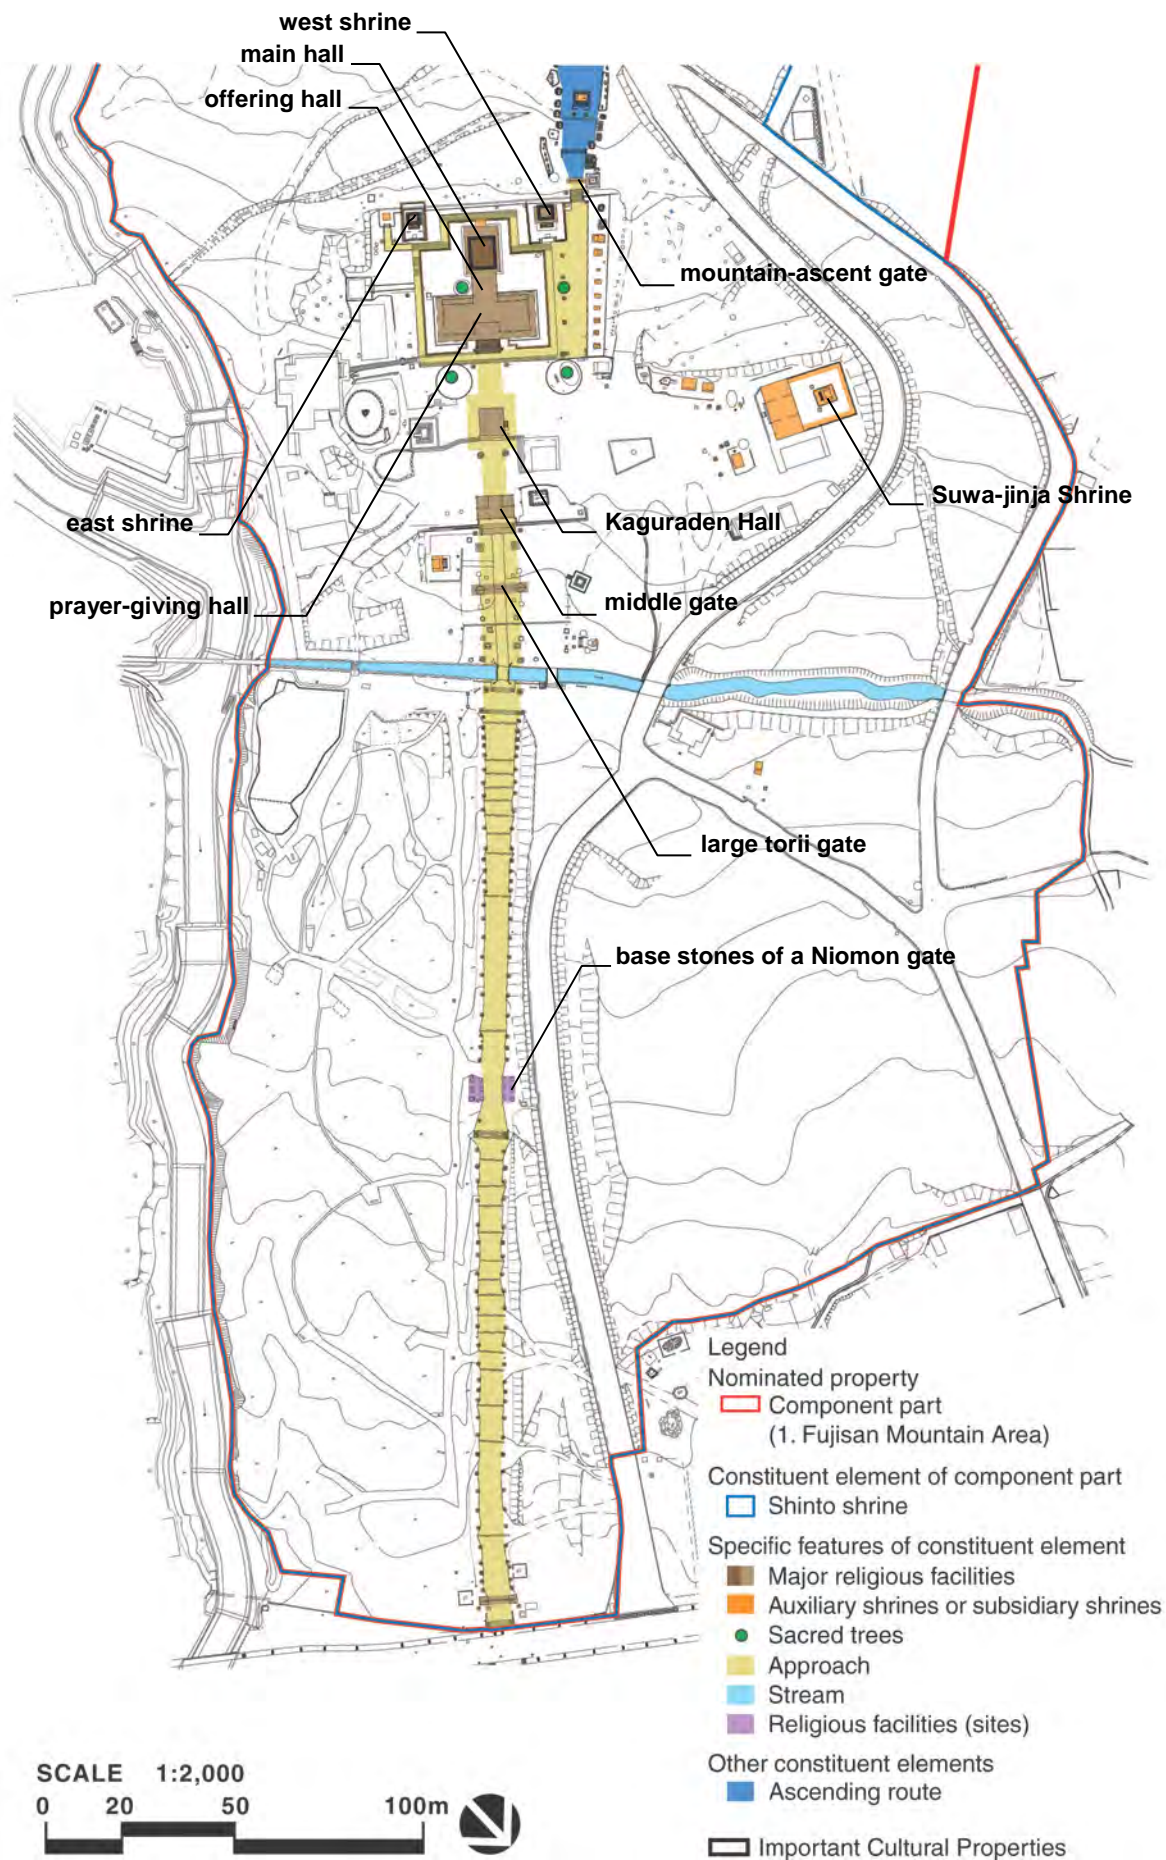 west shrine
main hall
offering hall
mountain-ascent gate
Suwa-jinja Shrine
east shrine
Kaguraden Hall
prayer-giving hall
middle gate
large torii gate
base stones of a Niomon gate
Legend
Nominated property
Component part
(1. Fujisan Mountain Area)
Constituent element of component part
Shinto shrine
Specific features of constituent element
Major religious facilities
Auxiliary shrines or subsidiary shrines
Sacred trees
Approach
Stream
Religious facilities (sites)
Other constituent elements
Ascending route
Important Cultural Properties
SCALE 1:2,000
0 20 50 100m